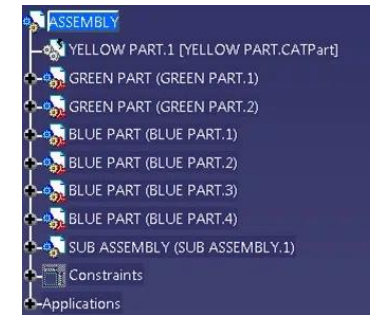 ASSEMBLY
YELLOW PART.1 [YELLOW PART.CATPart]
GREEN PART (GREEN PART.1)
GREEN PART (GREEN PART.2)
BLUE PART (BLUE PART.1)
BLUE PART (BLUE PART.2)
BLUE PART (BLUE PART.3)
BLUE PART (BLUE PART.4)
SUB ASSEMBLY (SUB ASSEMBLY.1)
Constraints
Applications